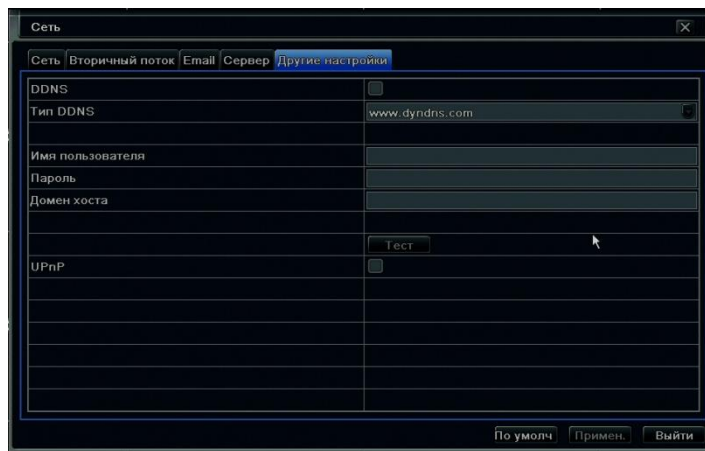 Сеть
Сеть Вторичный поток Email Сервер Другие настройки
DDNS
Тип DDNS www.dyndns.com
Имя пользователя
Пароль
Домен хоста
Тест
UPnP
По умолч Примен. Выйти